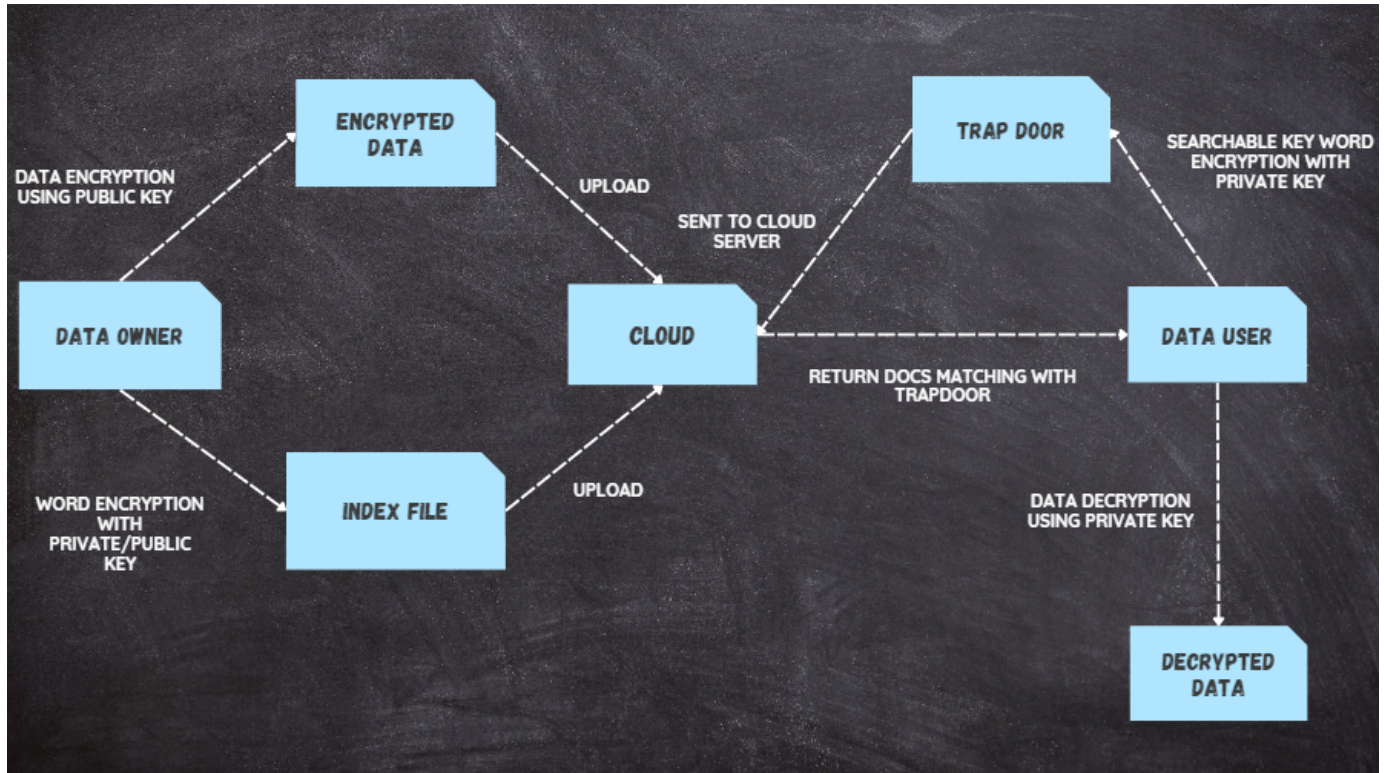 ENCRYPTED
DATA
TRAP DOOR
SEARCHABLE KEY WORD
ENCRYPTION WITH
PRIVATE KEY
DATA ENCRYPTION
USING PUBLIC KEY
UPLOAD
SENT TO CLOUD
SERVER
DATA OWNER
CLOUD
DATA USER
RETURN DOCS MATCHING WITH
TRAPDOOR
WORD ENCRYPTION
WITH
PRIVATE/PUBLIC
KEY
INDEX FILE
UPLOAD
DATA DECRYPTION
USING PRIVATE KEY
DECRYPTED
DATA